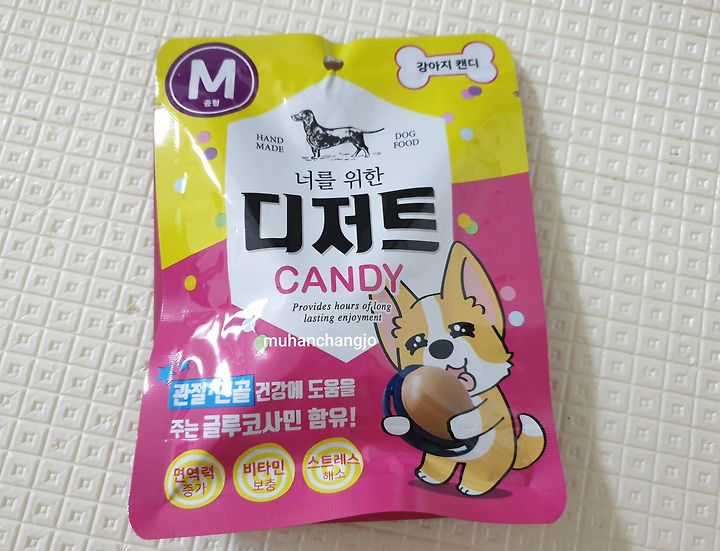 M
중형
강아지 캔디
HAND MADE
DOG FOOD
너를 위한
디저트
CANDY
Provides hours of long
lasting enjoyment
muhanchangjo
관절·연골 건강에 도움을
주는 글루코사민 함유!
면역력
증가
비타민
보충
스트레스
해소